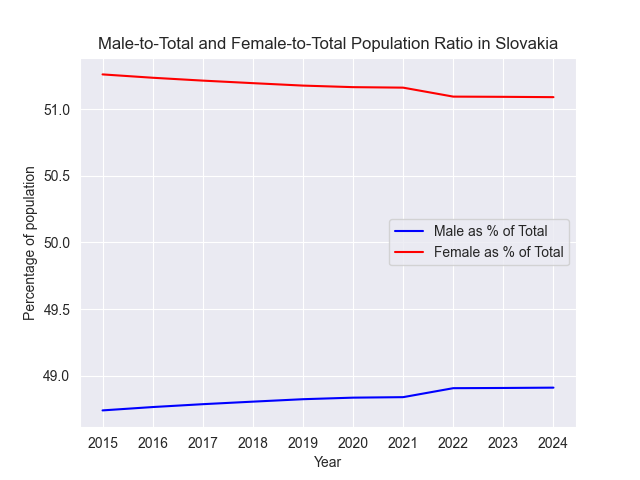 Male-to-Total and Female-to-Total Population Ratio in Slovakia
Percentage of population
51.0
50.5
50.0
49.5
49.0
Male as % of Total
Female as % of Total
2015 2016 2017 2018 2019 2020 2021 2022 2023 2024
Year